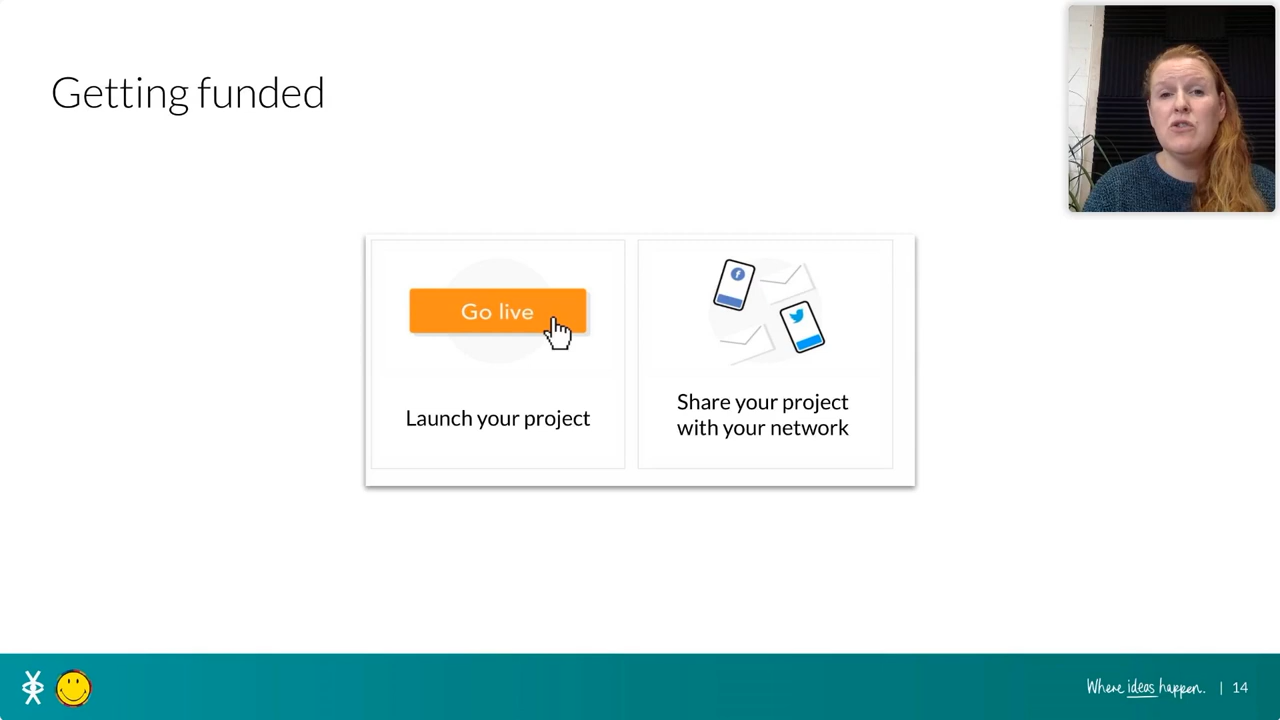 Getting funded
Go live
Launch your project
Share your project
with your network
Where ideas happen. | 14